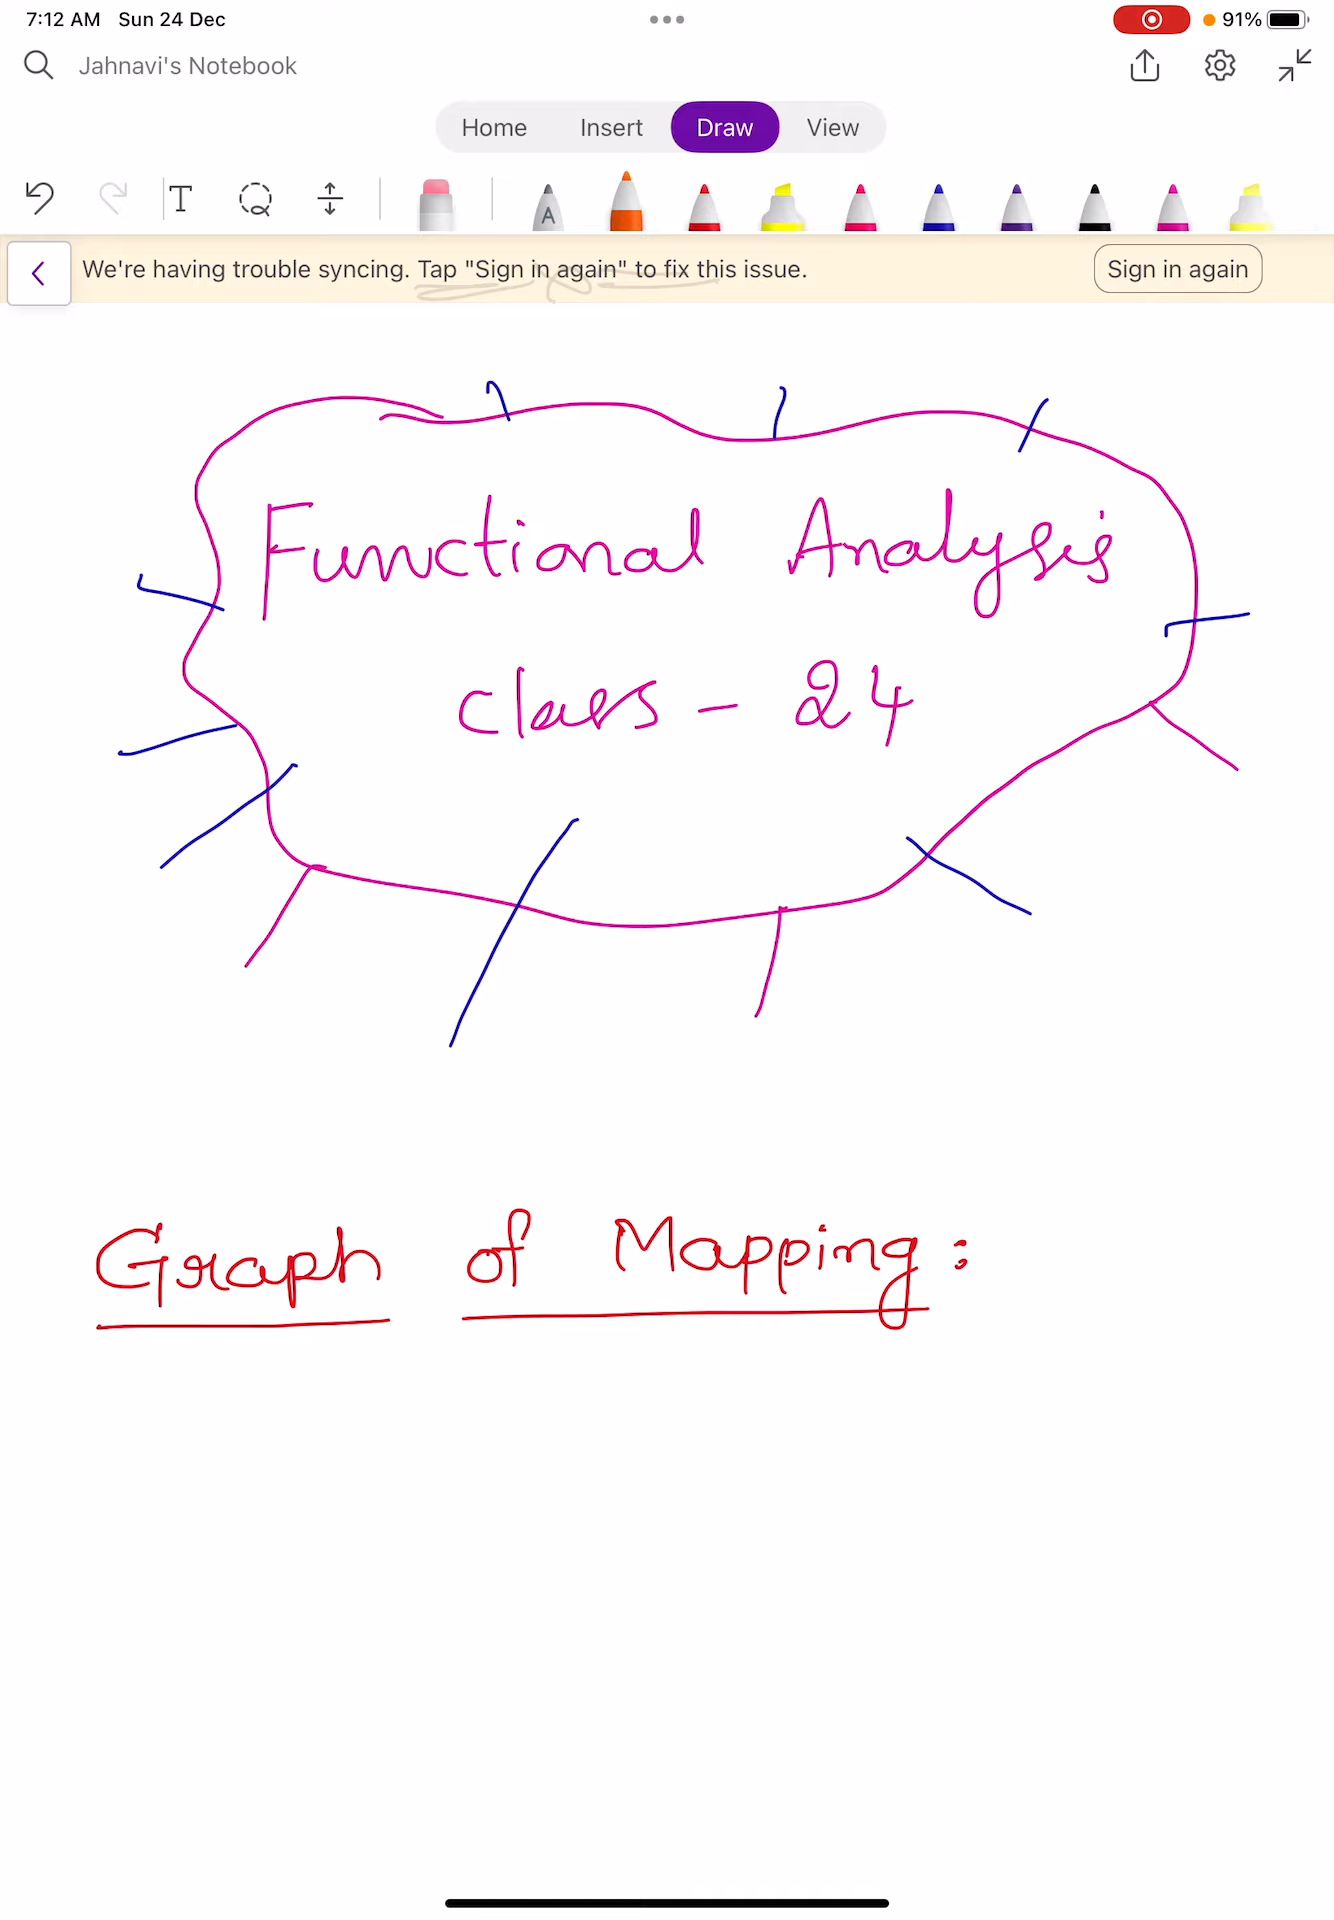 7:12 AM Sun 24 Dec
91%
Jahnavi's Notebook
Home Insert Draw View
T
A
We're having trouble syncing. Tap "Sign in again" to fix this issue.
Sign in again
Functional Analysis
class - 24
Graph of Mapping: